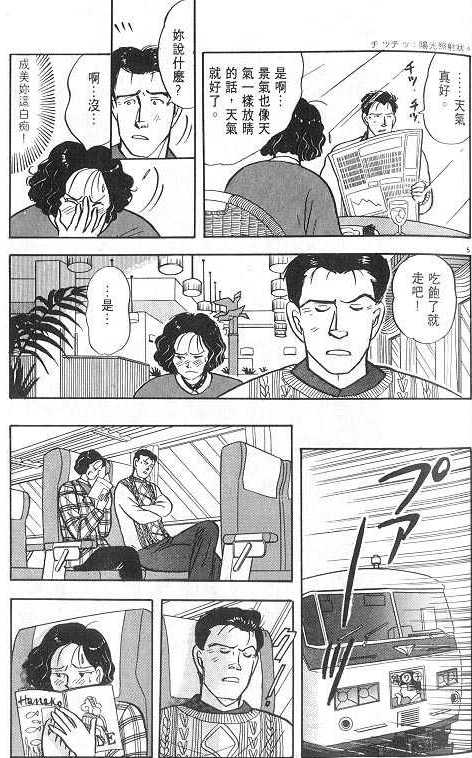 チッチッ：陽光照射狀。
……天氣
真好。
チッ
チッ
是啊…
景氣也像天
氣一樣放晴
的話，天氣
就好了。
妳說什麼？
啊…沒…
成美妳這白痴！
5
吃飽了就
走吧！
…是…
プァ
Hanako
DE